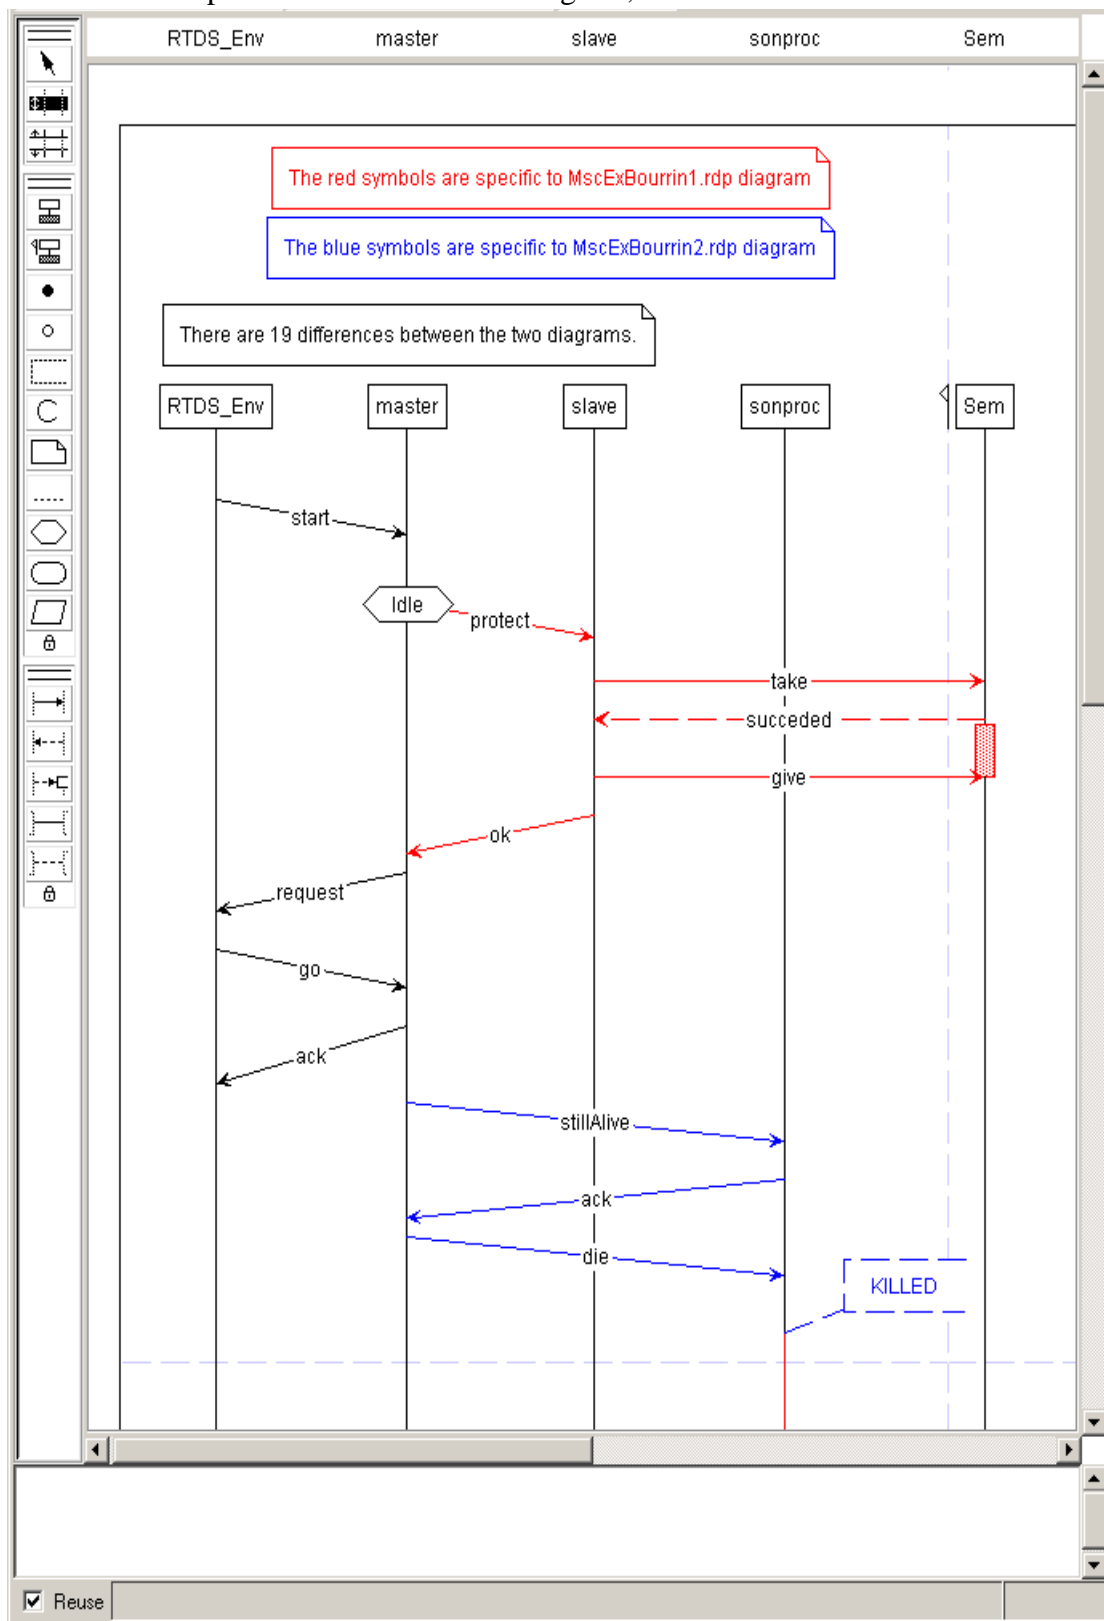 RTDS_Env master slave sonproc Sem
The red symbols are specific to MscExBourrin1.rdp diagram
The blue symbols are specific to MscExBourrin2.rdp diagram
There are 19 differences between the two diagrams.
RTDS_Env master slave sonproc Sem
start
Idle
protect
take
succeded
give
ok
request
go
ack
stillAlive
ack
die
KILLED
Reuse